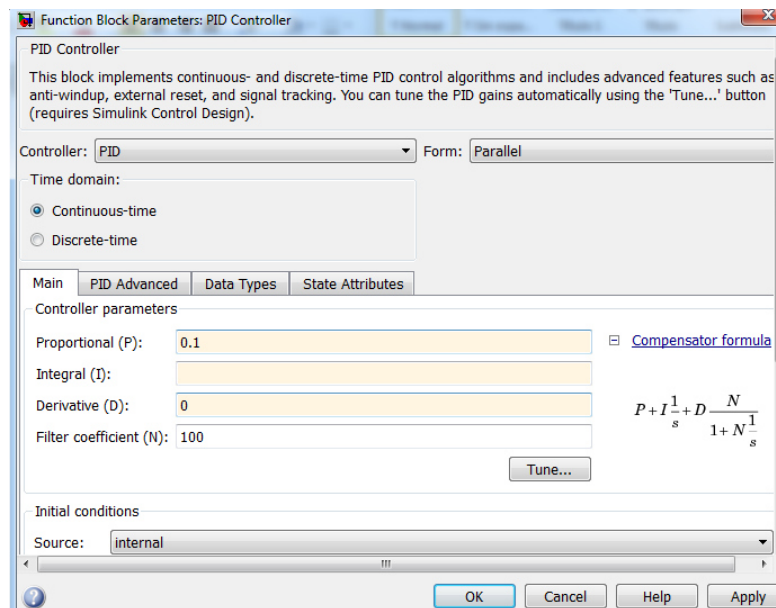 Function Block Parameters: PID Controller
PID Controller
This block implements continuous- and discrete-time PID control algorithms and includes advanced features such as
anti-windup, external reset, and signal tracking. You can tune the PID gains automatically using the 'Tune...' button
(requires Simulink Control Design).
Controller: PID Form: Parallel
Time domain:
Continuous-time
Discrete-time
Main PID Advanced Data Types State Attributes
Controller parameters
Proportional (P): 0.1 Compensator formula
Integral (I):
Derivative (D): 0
Filter coefficient (N): 100
P+I 1/s +D N/(1+N 1/s)
Tune...
Initial conditions
Source: internal
OK Cancel Help Apply